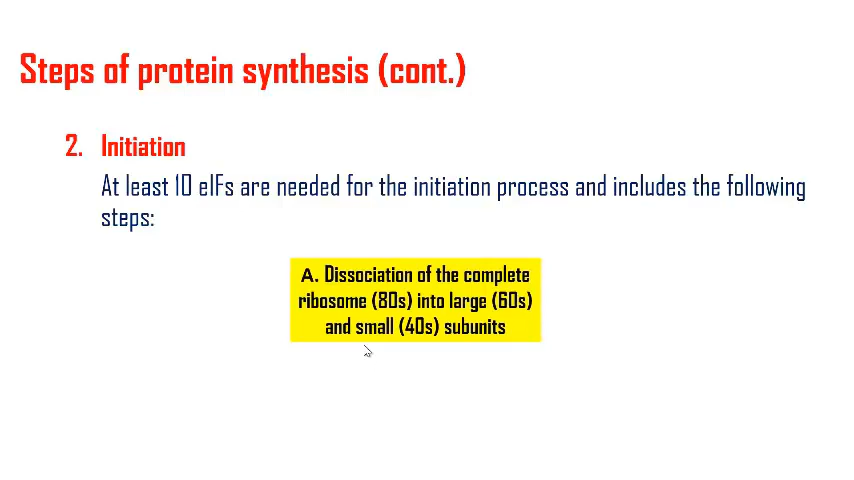 Steps of protein synthesis (cont.)
2. Initiation
At least 10 eIFs are needed for the initiation process and includes the following
steps:
A. Dissociation of the complete
ribosome (80s) into large (60s)
and small (40s) subunits